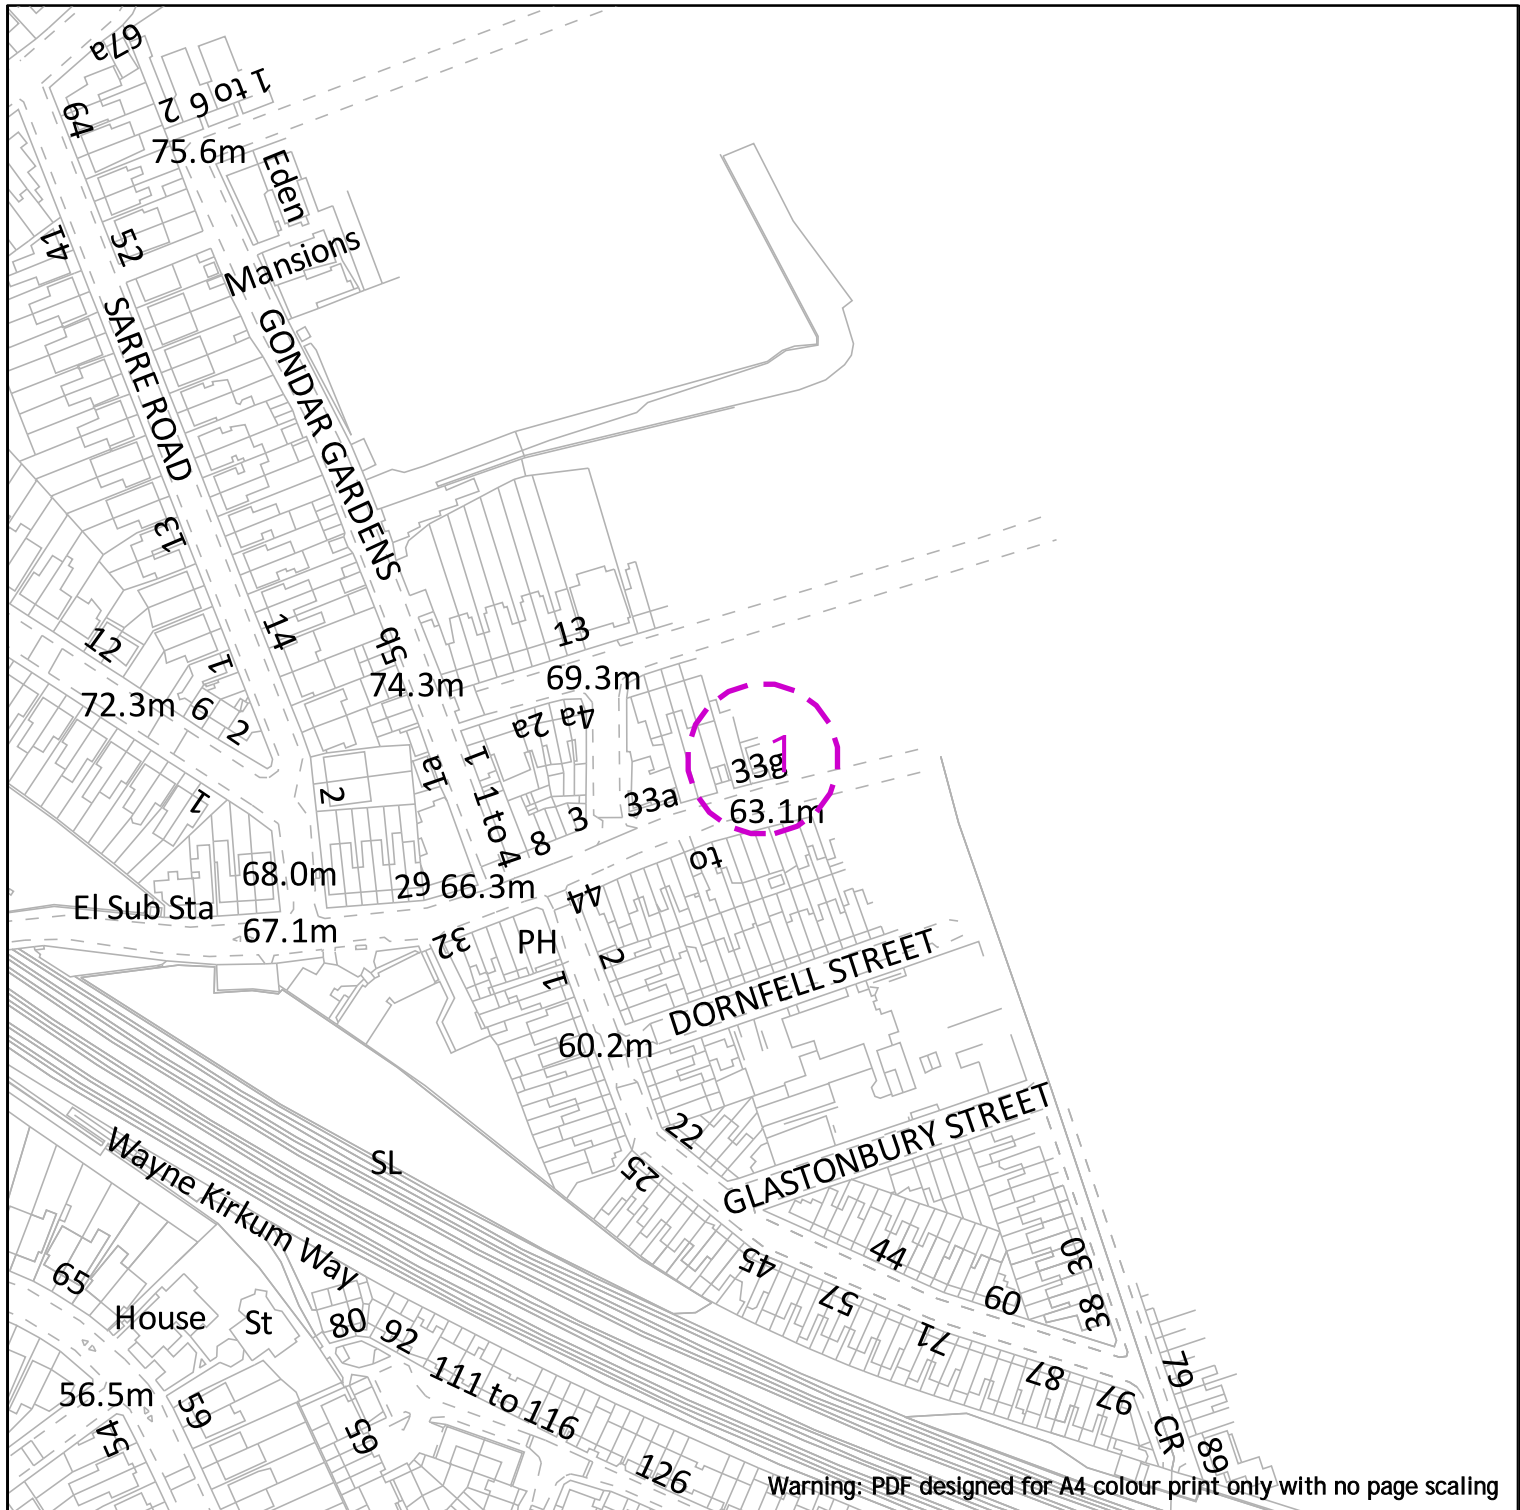 67a
64
2
1 to 6
75.6m
Eden
Mansions
41
52
SARRE ROAD
GONDAR GARDENS
13
14
12
1
5b
13
72.3m
6
2
74.3m
69.3m
2a
4a
1
2
1a
1
1 to 4
8
3
33a
33g
1
63.1m
to
68.0m
29
66.3m
44
El Sub Sta
67.1m
32
PH
1
2
DORNFELL STREET
60.2m
22
25
GLASTONBURY STREET
SL
Wayne Kirkum Way
45
44
57
60
71
87
97
30
38
79
CR
89
65
House
St
80
92
111 to 116
126
56.5m
59
54
65
Warning: PDF designed for A4 colour print only with no page scaling